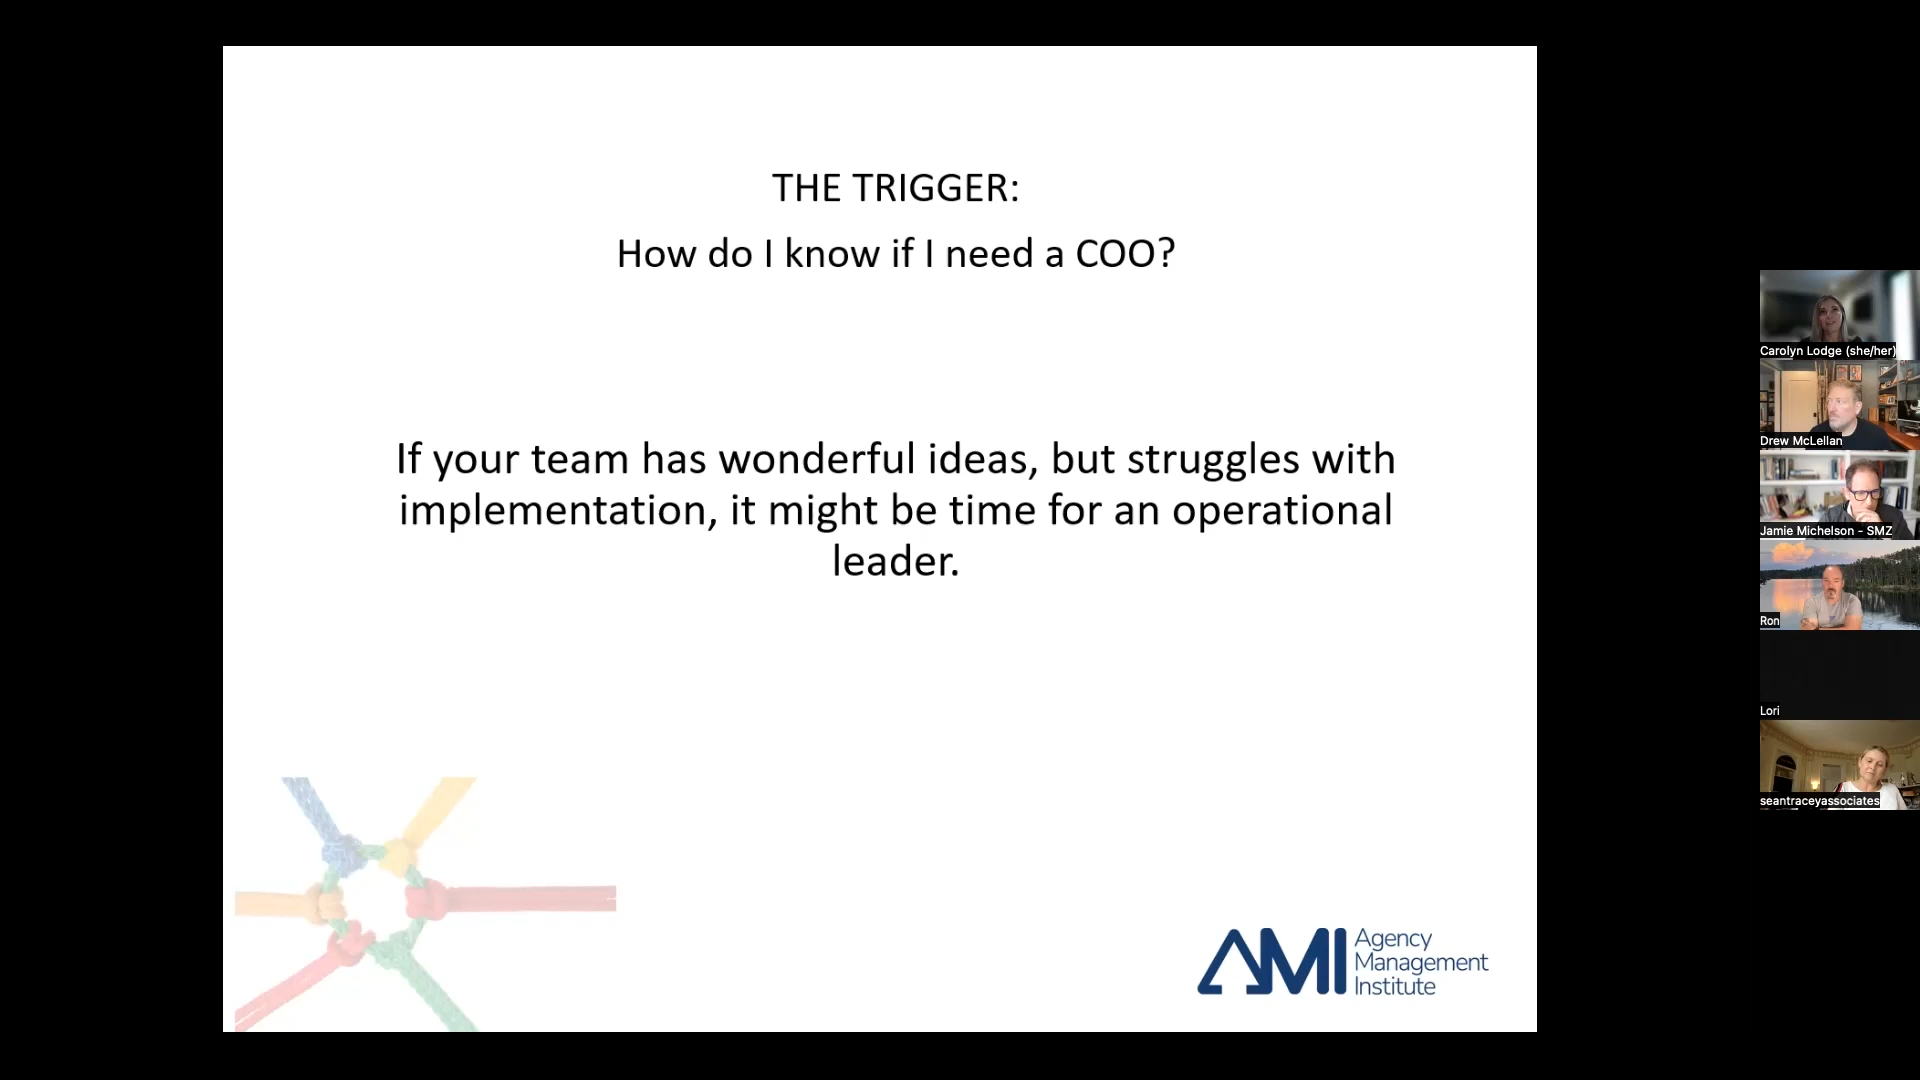 THE TRIGGER:
How do I know if I need a COO?
If your team has wonderful ideas, but struggles with
implementation, it might be time for an operational
leader.
AMI
Agency
Management
Institute
Carolyn Lodge (she/her)
Drew McLellan
Jamie Michelson - SMZ
Ron
Lori
seantraceyassociates